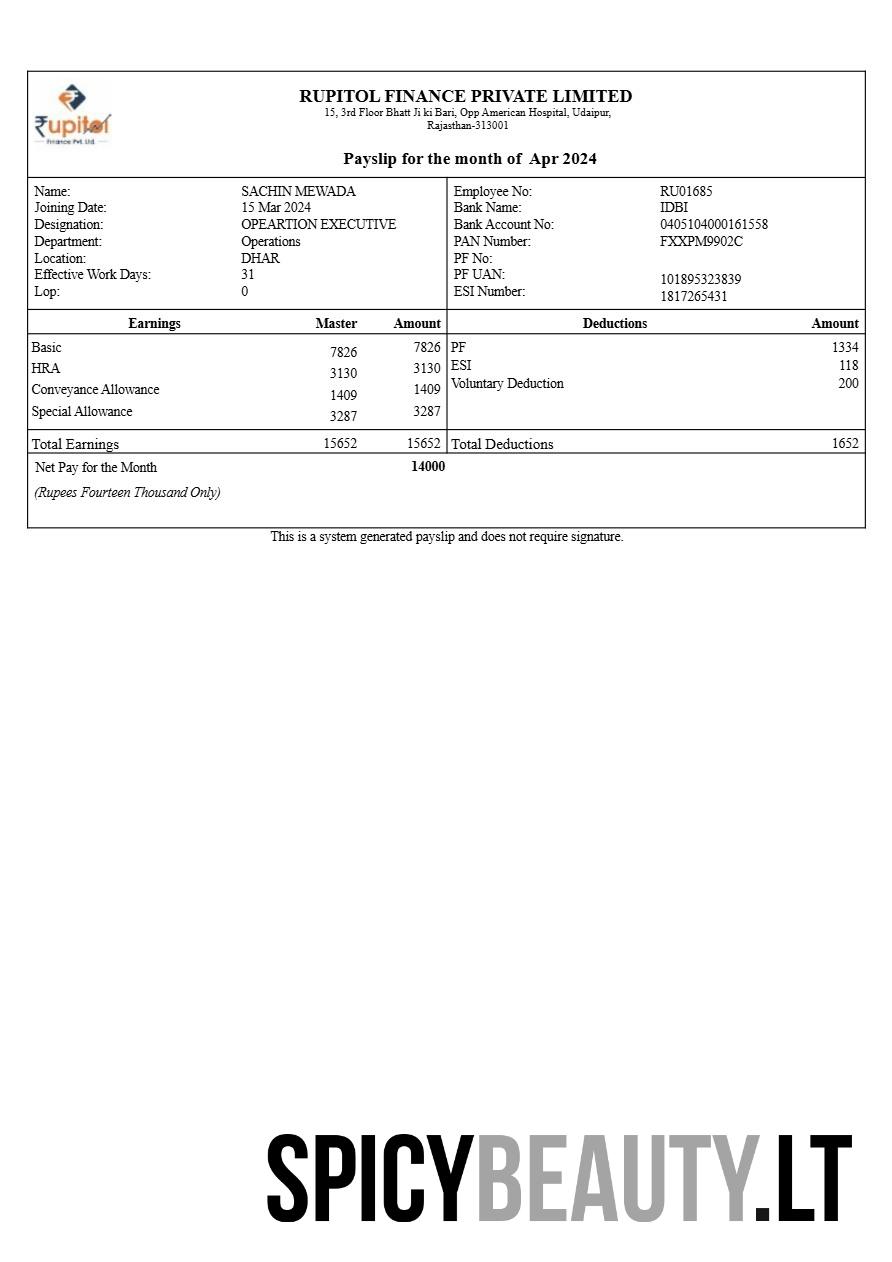 ₹upitol
Finance Pvt. Ltd.
RUPITOL FINANCE PRIVATE LIMITED
15, 3rd Floor Bhatt Ji ki Bari, Opp American Hospital, Udaipur,
Rajasthan-313001
Payslip for the month of Apr 2024
Name: SACHIN MEWADA
Joining Date: 15 Mar 2024
Designation: OPEARTION EXECUTIVE
Department: Operations
Location: DHAR
Effective Work Days: 31
Lop: 0
Employee No: RU01685
Bank Name: IDBI
Bank Account No: 0405104000161558
PAN Number: FXXPM9902C
PF No:
PF UAN: 101895323839
ESI Number: 1817265431
Earnings Master Amount Deductions Amount
Basic 7826 7826 PF 1334
HRA 3130 3130 ESI 118
Conveyance Allowance 1409 1409 Voluntary Deduction 200
Special Allowance 3287 3287
Total Earnings 15652 15652 Total Deductions 1652
Net Pay for the Month 14000
(Rupees Fourteen Thousand Only)
This is a system generated payslip and does not require signature.
SPICYBEAUTY.LT